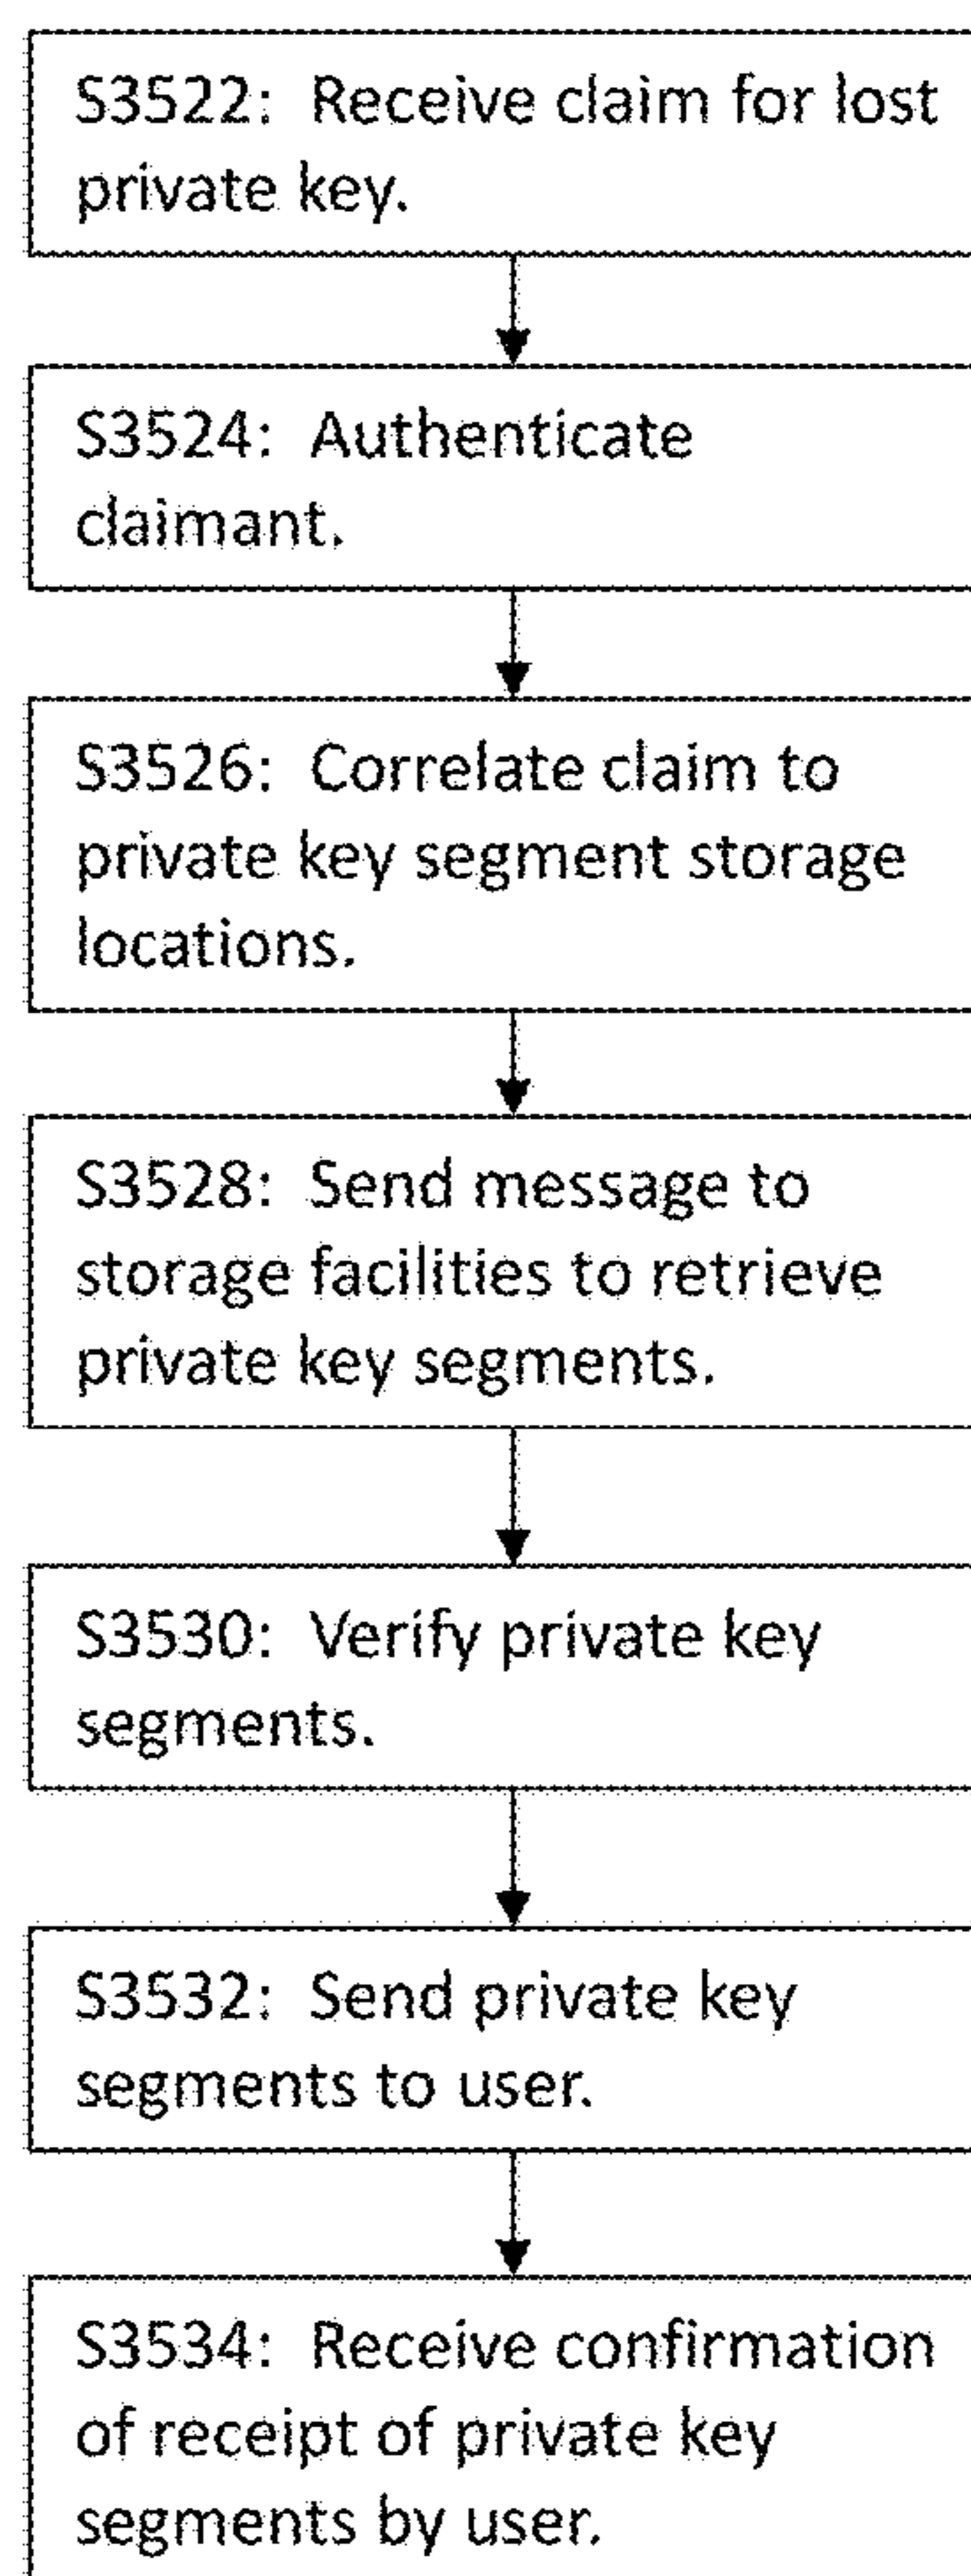 S3522: Receive claim for lost
private key.
S3524: Authenticate
claimant.
S3526: Correlate claim to
private key segment storage
locations.
S3528: Send message to
storage facilities to retrieve
private key segments.
S3530: Verify private key
segments.
S3532: Send private key
segments to user.
S3534: Receive confirmation
of receipt of private key
segments by user.